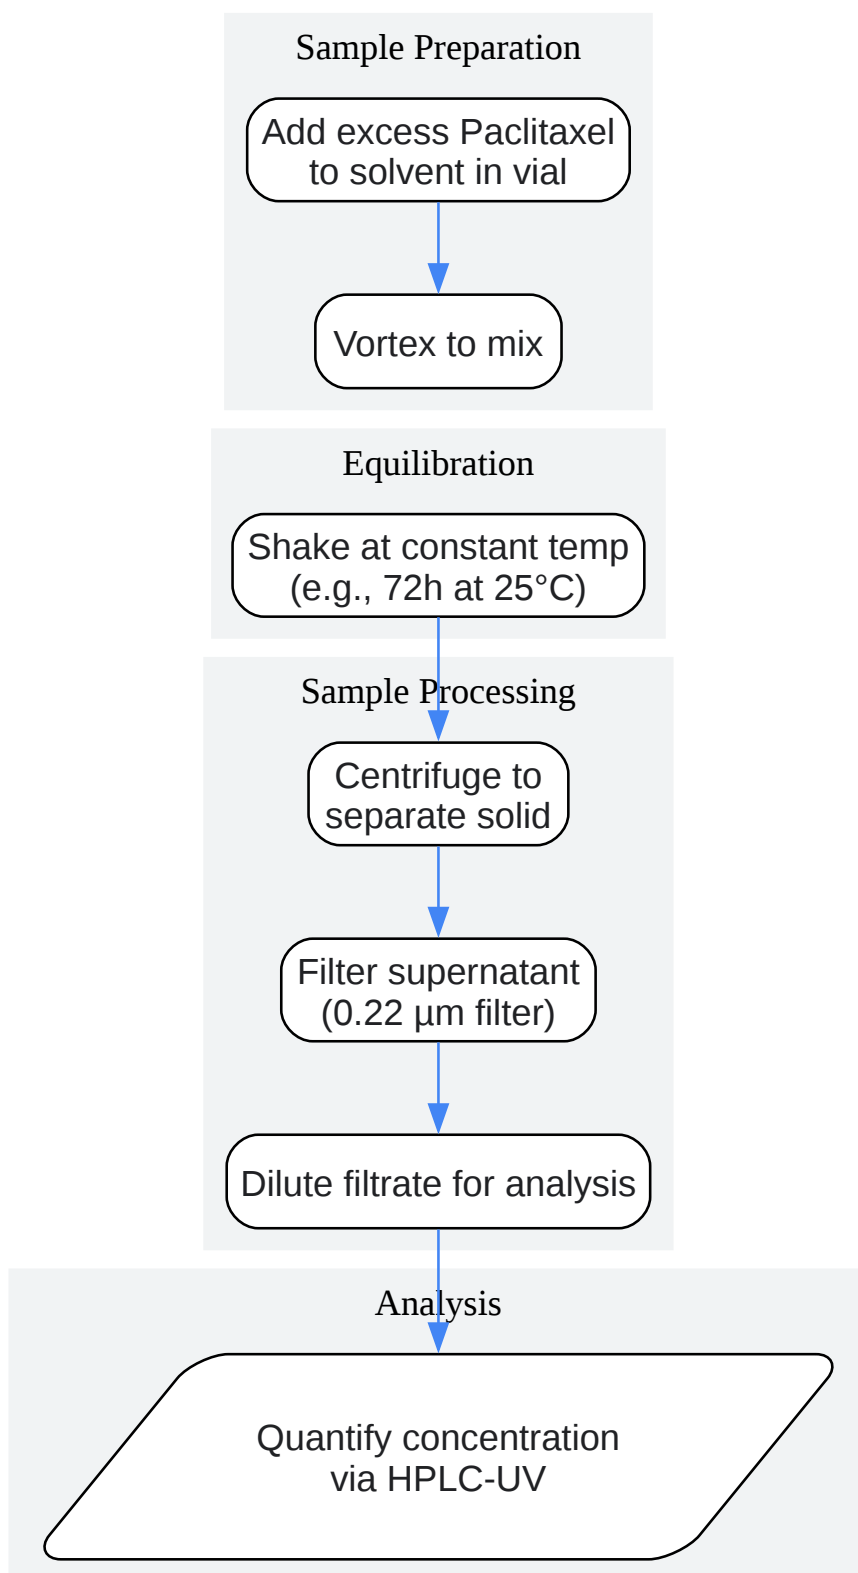 Sample Preparation
Add excess Paclitaxel
to solvent in vial
Vortex to mix
Equilibration
Shake at constant temp
(e.g., 72h at 25°C)
Sample Processing
Centrifuge to
separate solid
Filter supernatant
(0.22 µm filter)
Dilute filtrate for analysis
Analysis
Quantify concentration
via HPLC-UV